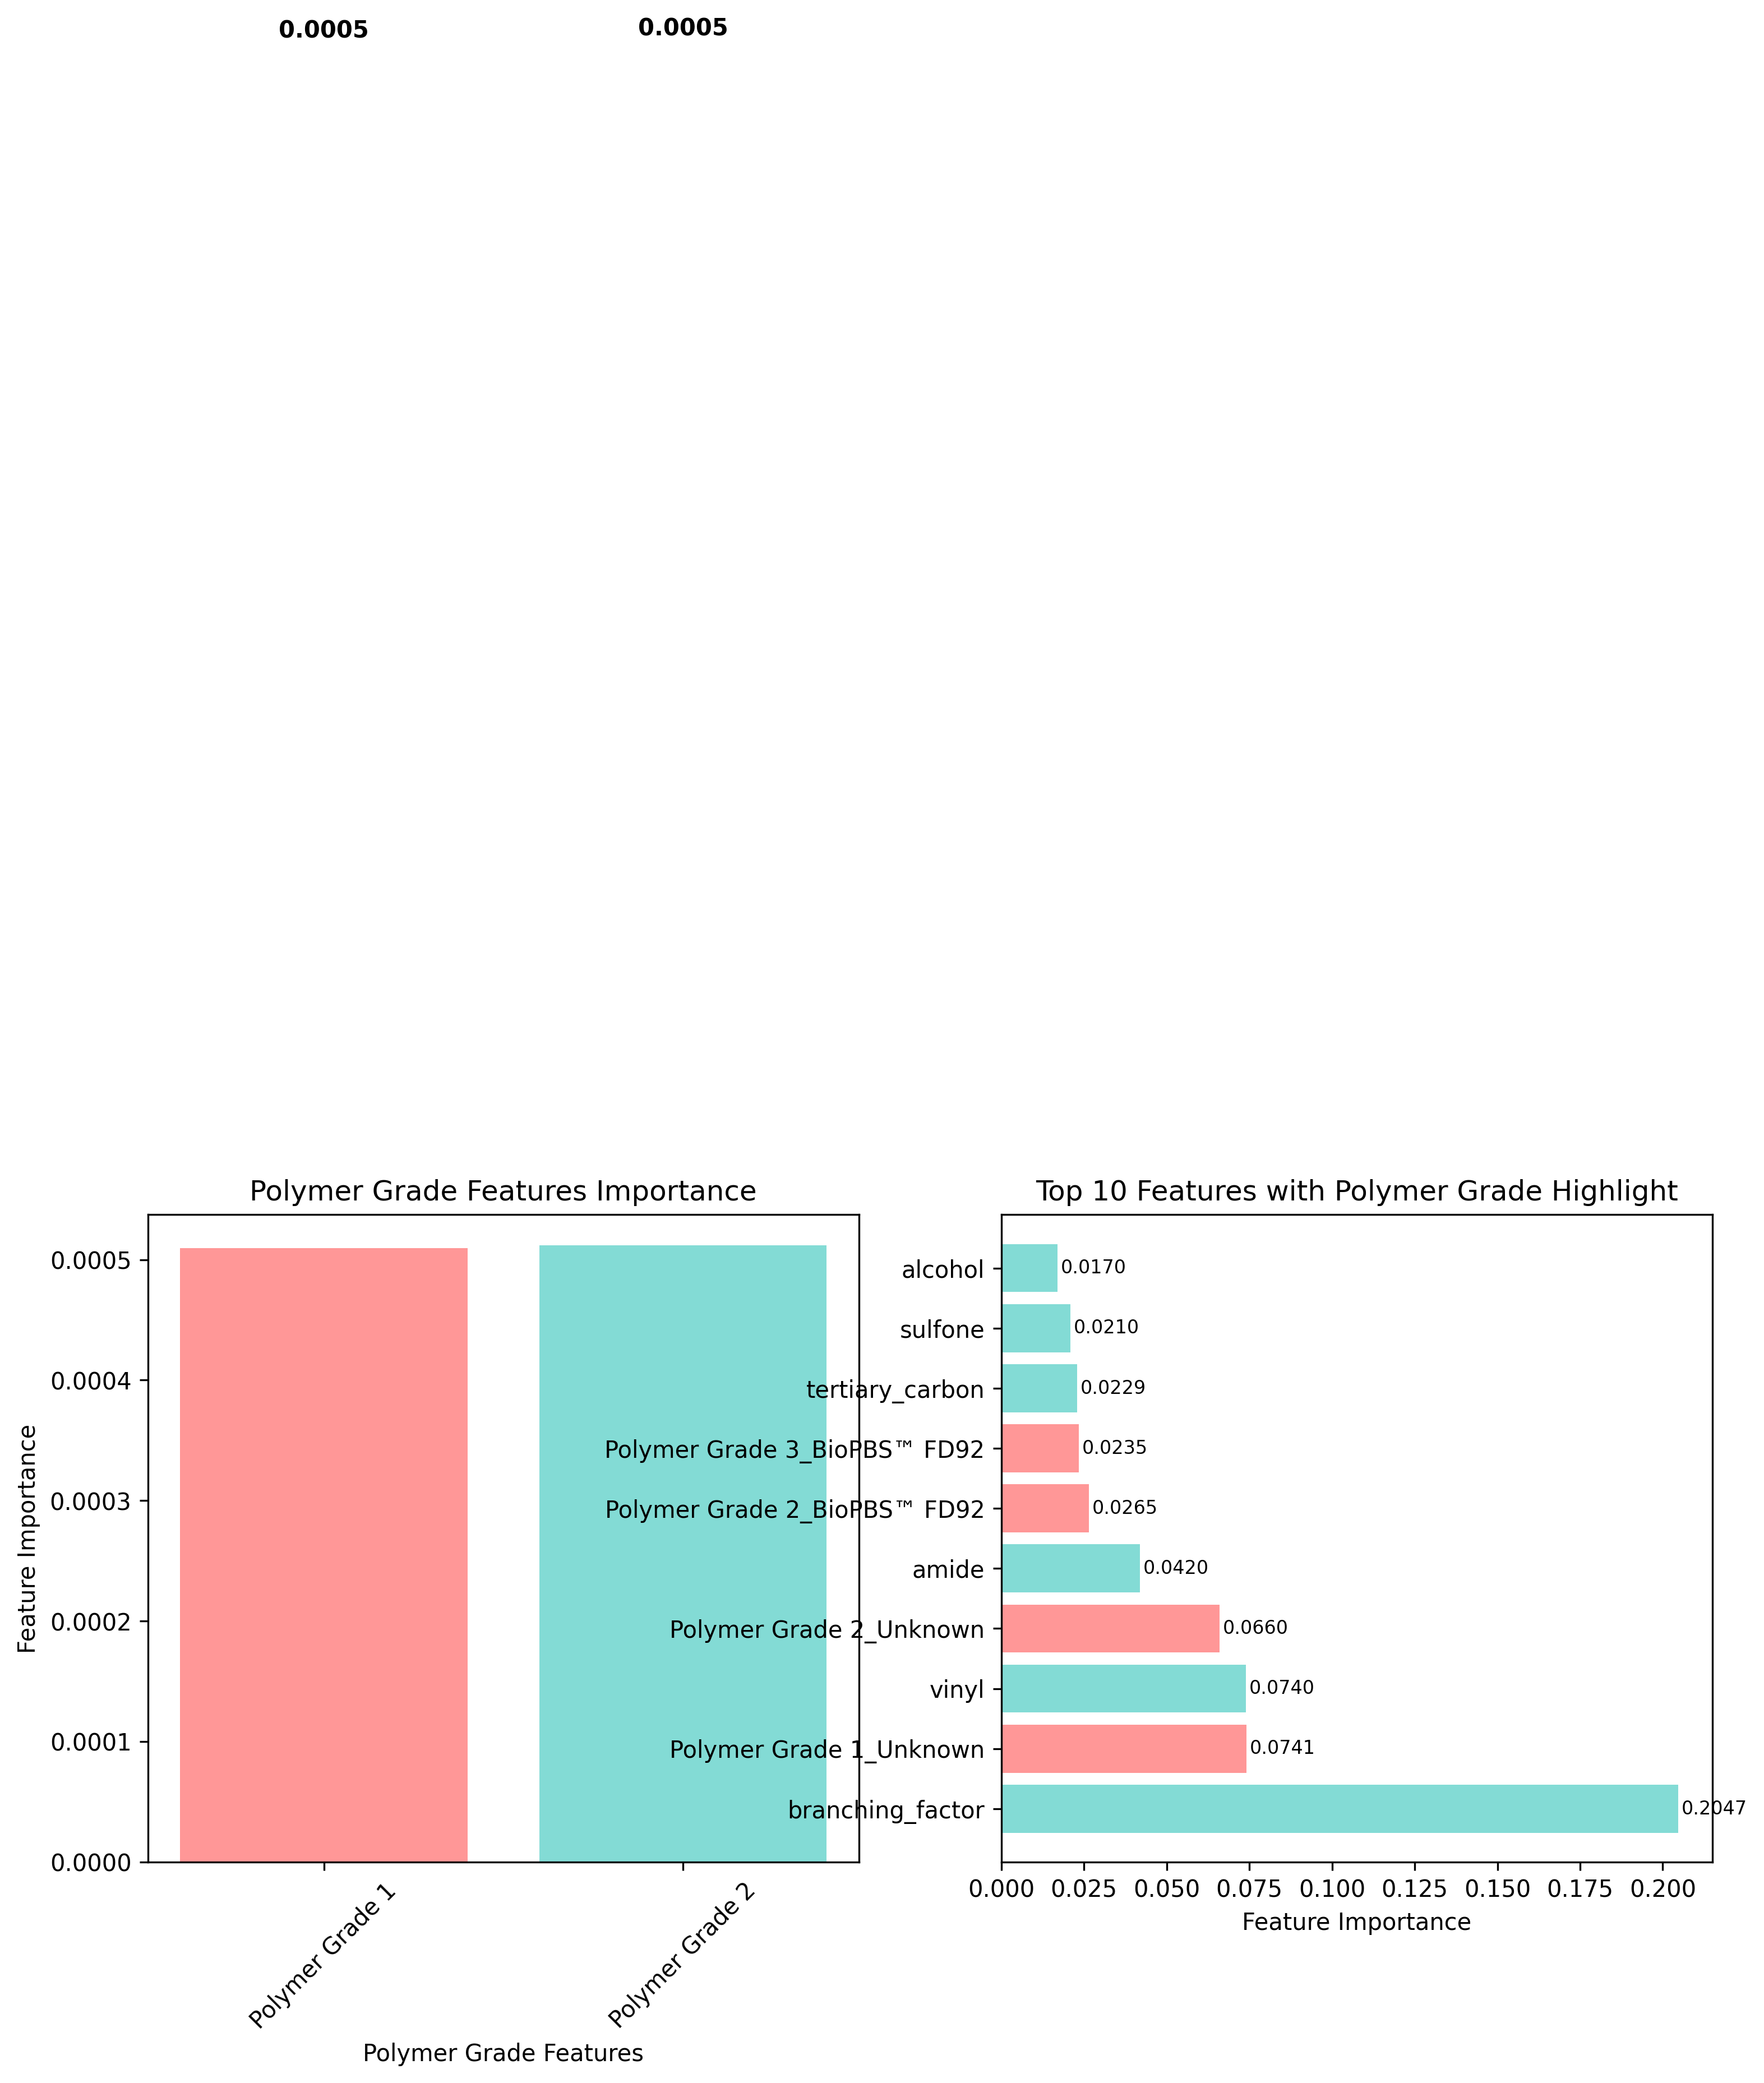 0.0005
0.0005
Polymer Grade Features Importance
Feature Importance
0.0005
0.0004
0.0003
0.0002
0.0001
0.0000
Polymer Grade 1
Polymer Grade 2
Polymer Grade Features
Top 10 Features with Polymer Grade Highlight
alcohol 0.0170
sulfone 0.0210
tertiary_carbon 0.0229
Polymer Grade 3_BioPBS™ FD92 0.0235
Polymer Grade 2_BioPBS™ FD92 0.0265
amide 0.0420
Polymer Grade 2_Unknown 0.0660
vinyl 0.0740
Polymer Grade 1_Unknown 0.0741
branching_factor 0.2047
0.000 0.025 0.050 0.075 0.100 0.125 0.150 0.175 0.200
Feature Importance